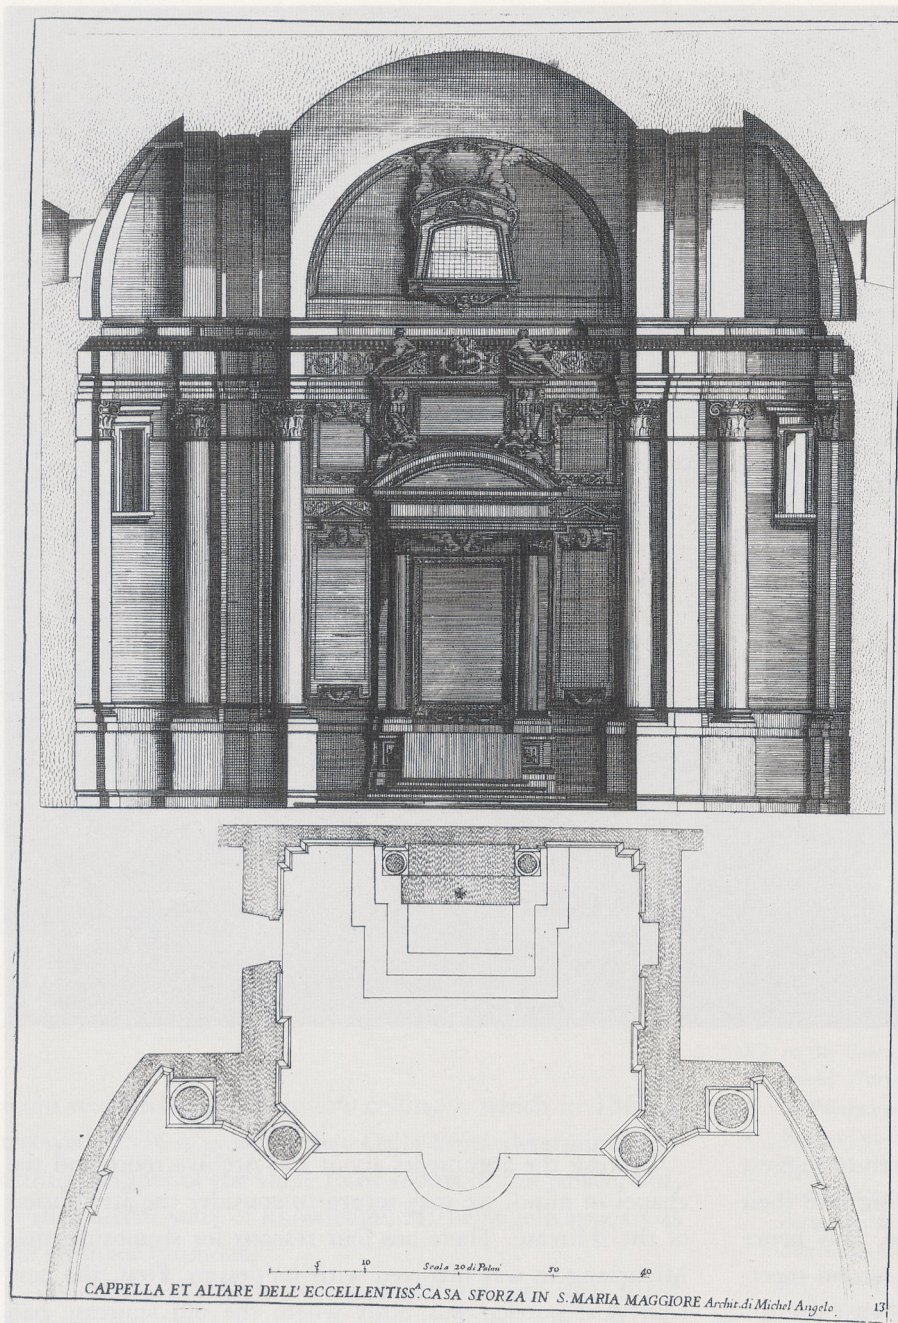 5 10 Scala 20 di Palmi 30 40
CAPPELLA ET ALTARE DELL' ECCELLENTISS.A CASA SFORZA IN S. MARIA MAGGIORE Archit. di Michel Angelo. 13